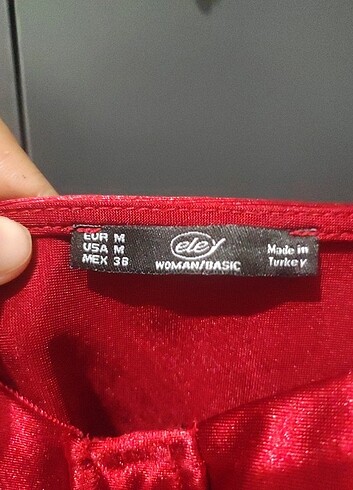 EUR M
USA M
MEX 38
eley
WOMAN/BASIC
Made in
Turkey